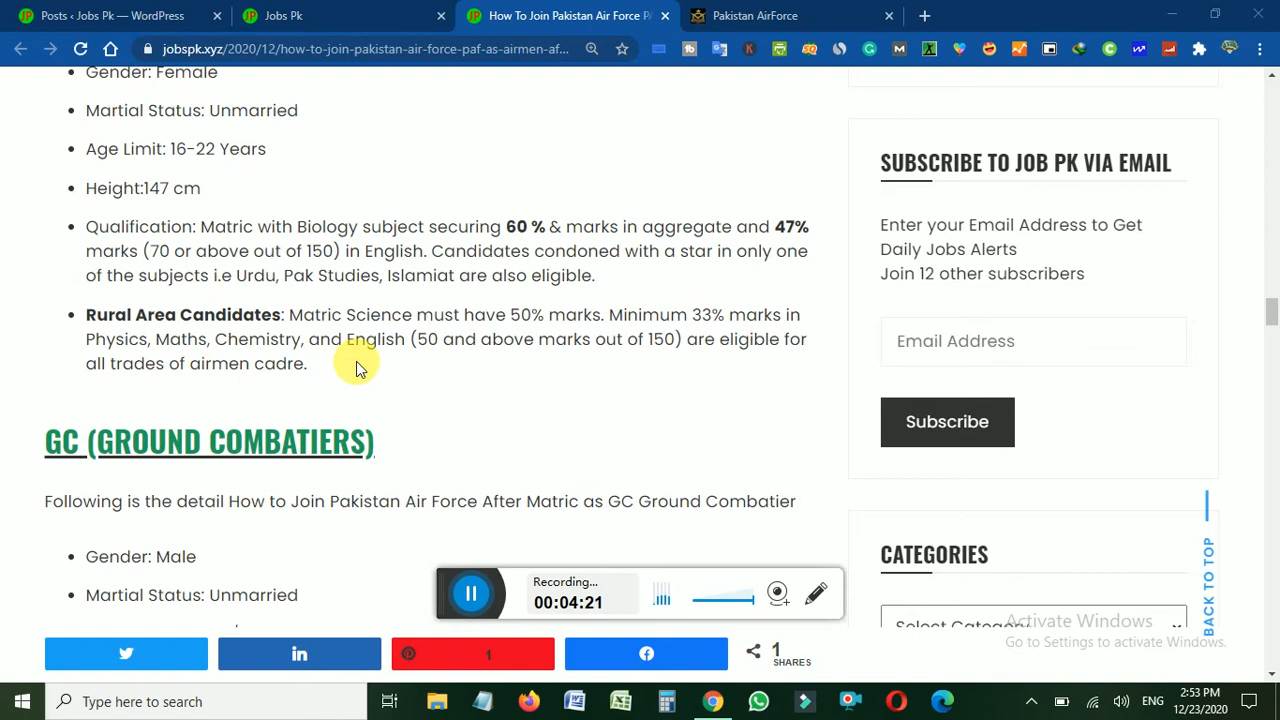 Posts ‹ Jobs Pk — WordPress
Jobs Pk
How To Join Pakistan Air Force PA
Pakistan AirForce
jobspk.xyz/2020/12/how-to-join-pakistan-air-force-paf-as-airmen-af...
Gender: Female
Martial Status: Unmarried
Age Limit: 16-22 Years
Height:147 cm
Qualification: Matric with Biology subject securing 60 % & marks in aggregate and 47%
marks (70 or above out of 150) in English. Candidates condoned with a star in only one
of the subjects i.e Urdu, Pak Studies, Islamiat are also eligible.
Rural Area Candidates: Matric Science must have 50% marks. Minimum 33% marks in
Physics, Maths, Chemistry, and English (50 and above marks out of 150) are eligible for
all trades of airmen cadre.
GC (GROUND COMBATIERS)
Following is the detail How to Join Pakistan Air Force After Matric as GC Ground Combatier
Gender: Male
Martial Status: Unmarried
SUBSCRIBE TO JOB PK VIA EMAIL
Enter your Email Address to Get
Daily Jobs Alerts
Join 12 other subscribers
Email Address
Subscribe
CATEGORIES
Select Category
BACK TO TOP
Recording...
00:04:21
Activate Windows
Go to Settings to activate Windows.
1
1
SHARES
Type here to search
ENG
2:53 PM
12/23/2020